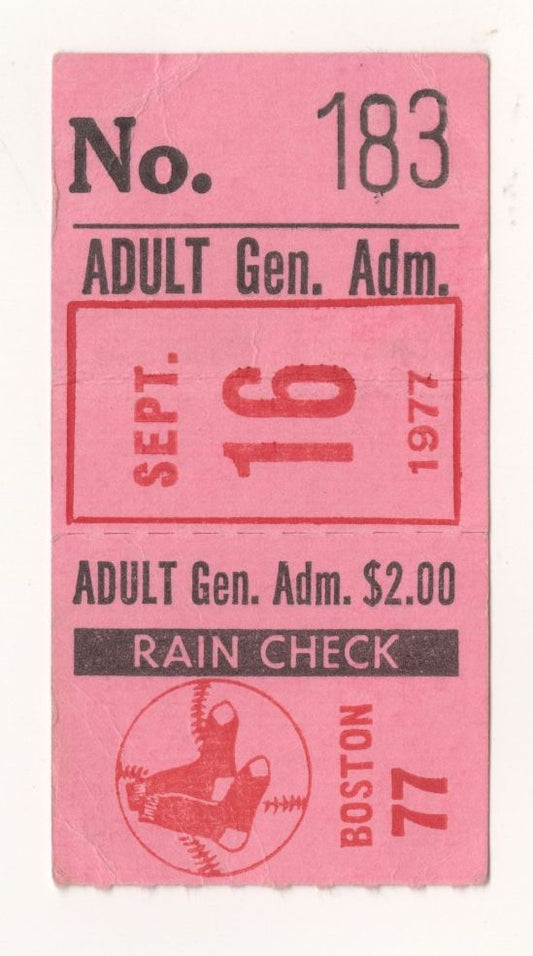 No. 183
ADULT Gen. Adm.
SEPT.
16
1977
ADULT Gen. Adm. $2.00
RAIN CHECK
BOSTON
77